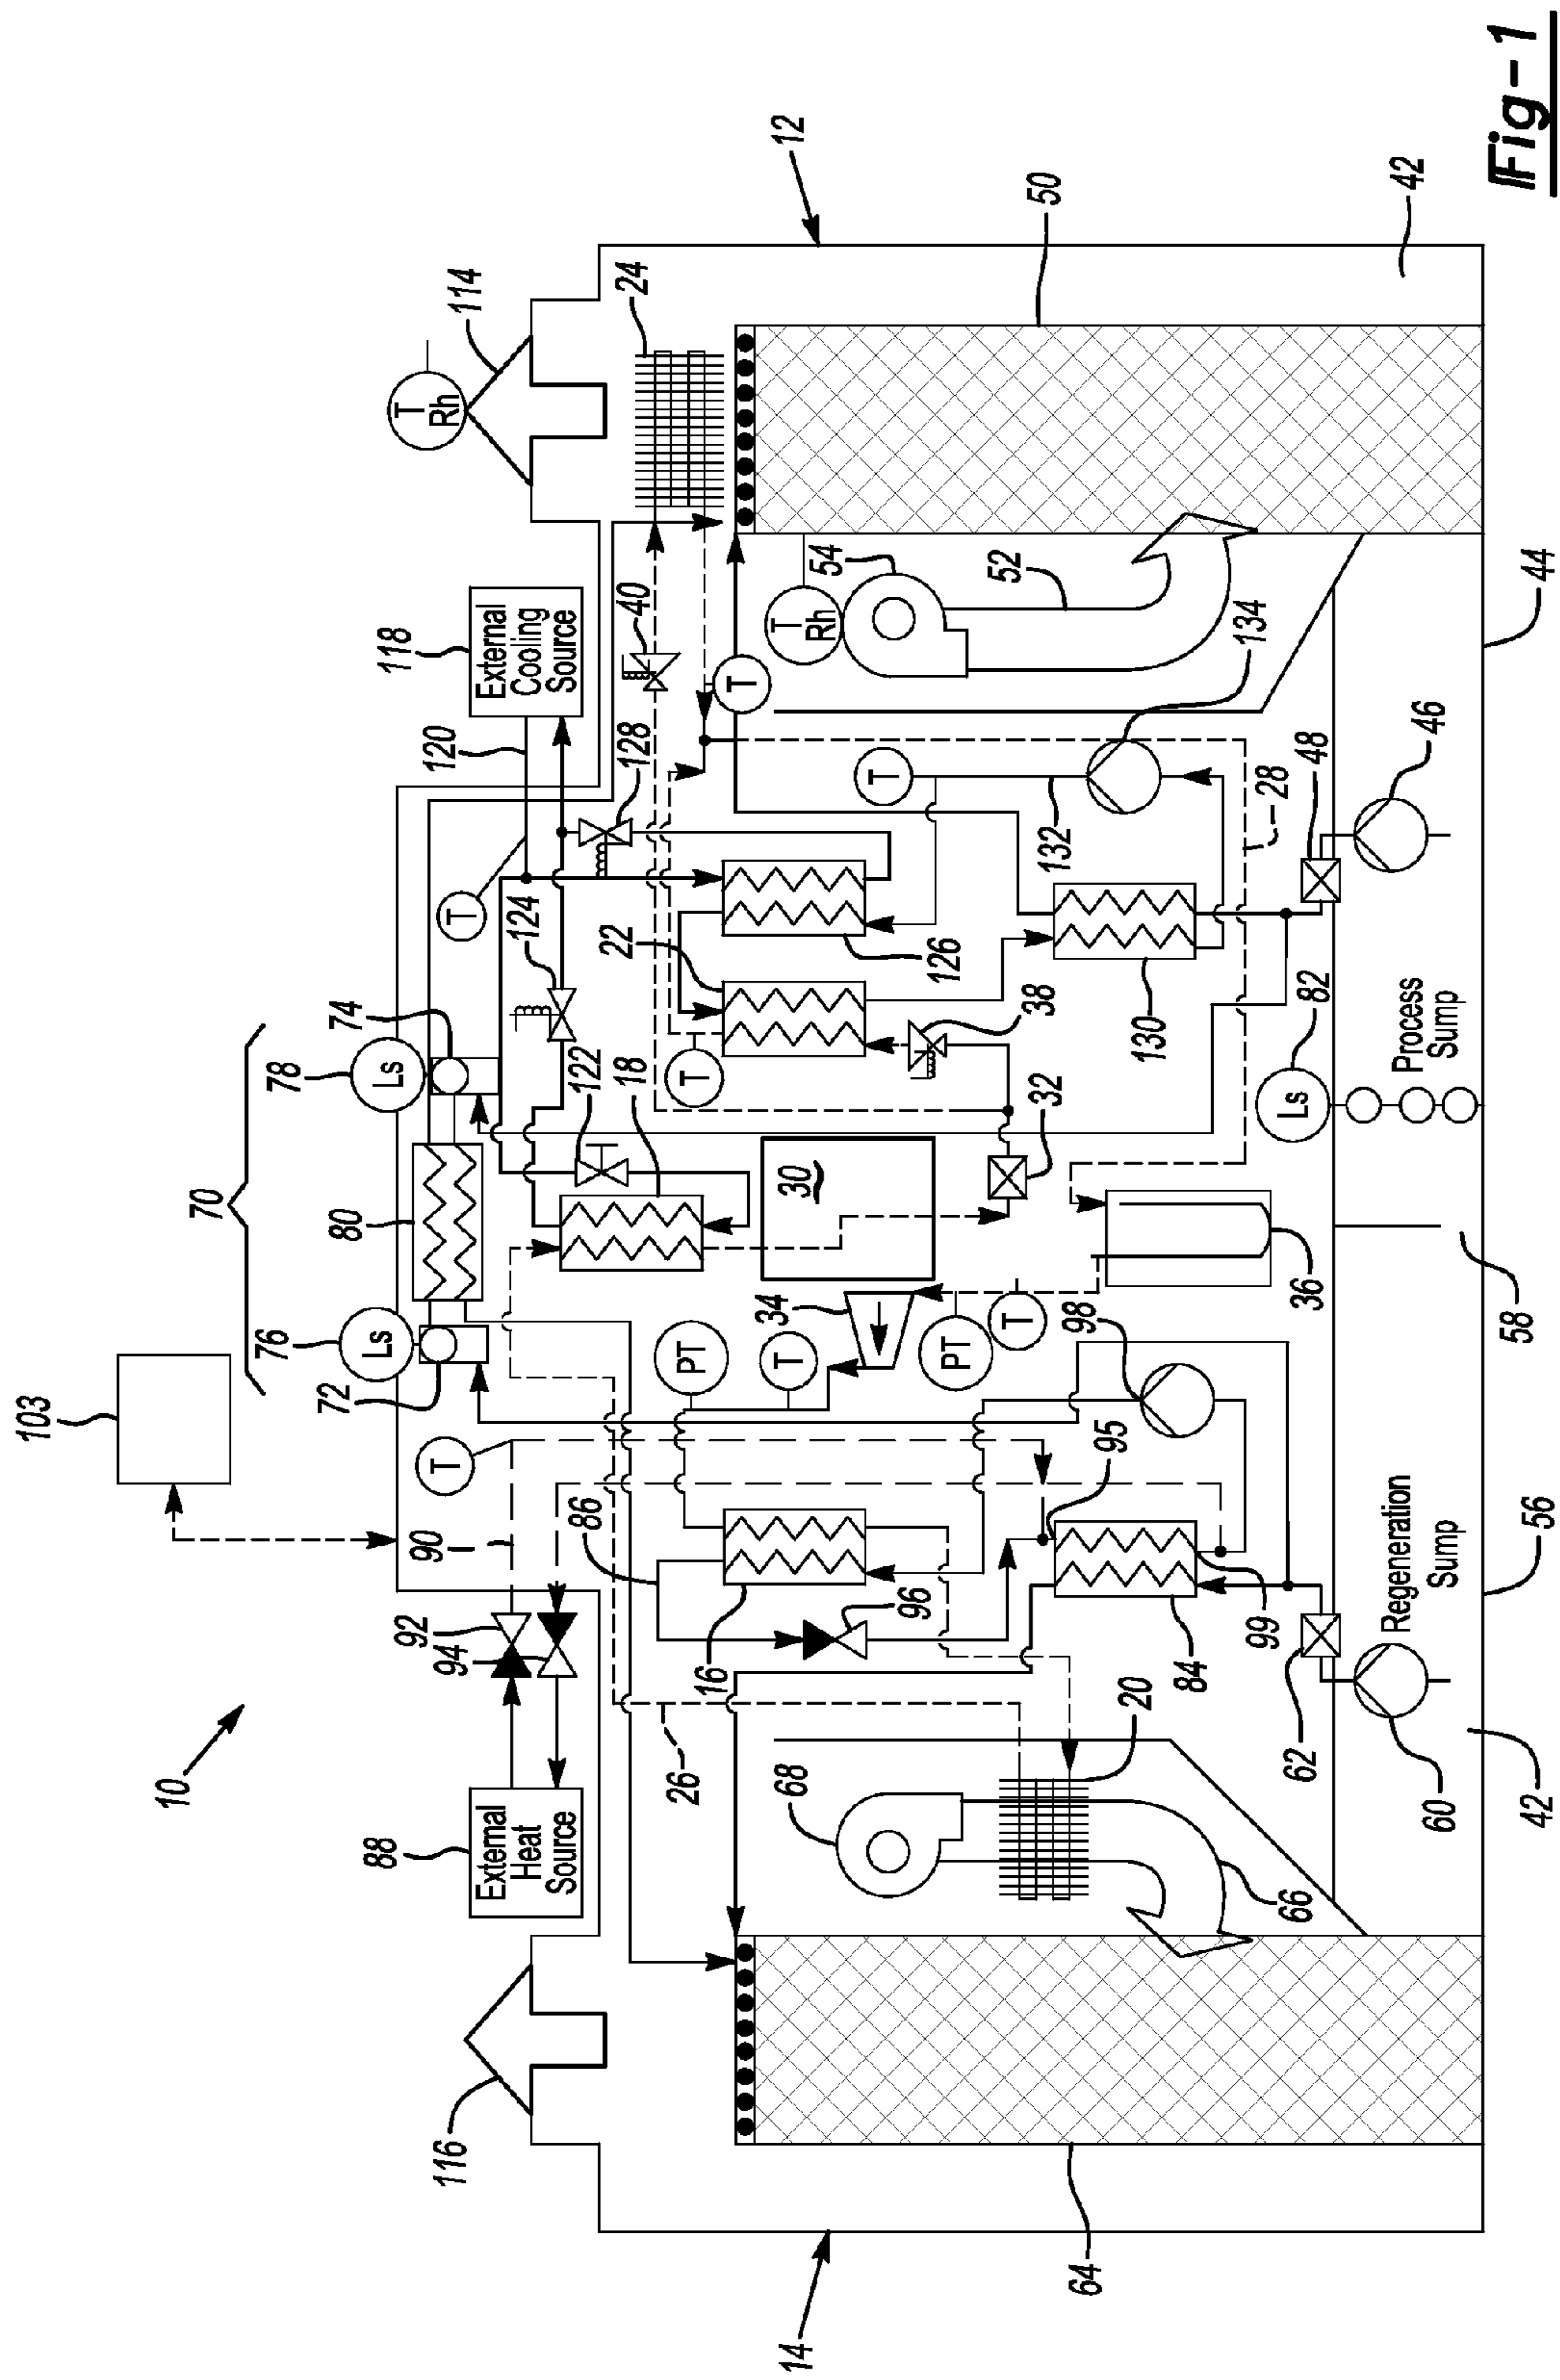 10
103
70
76
Ls
72
80
78
Ls
74
118
External
Cooling
Source
120
T
Rh
114
12
116
88
External
Heat
Source
92
94
90
T
86
26
T
124
122
18
128
40
24
22
126
T
T
T
Rh
54
52
50
68
20
66
16
96
PT
T
34
PT
T
30
32
38
T
132
134
130
28
36
98
95
99
84
62
60
Regeneration
Sump
Ls
82
Process
Sump
48
46
14
64
42
56
58
44
42
Fig-1